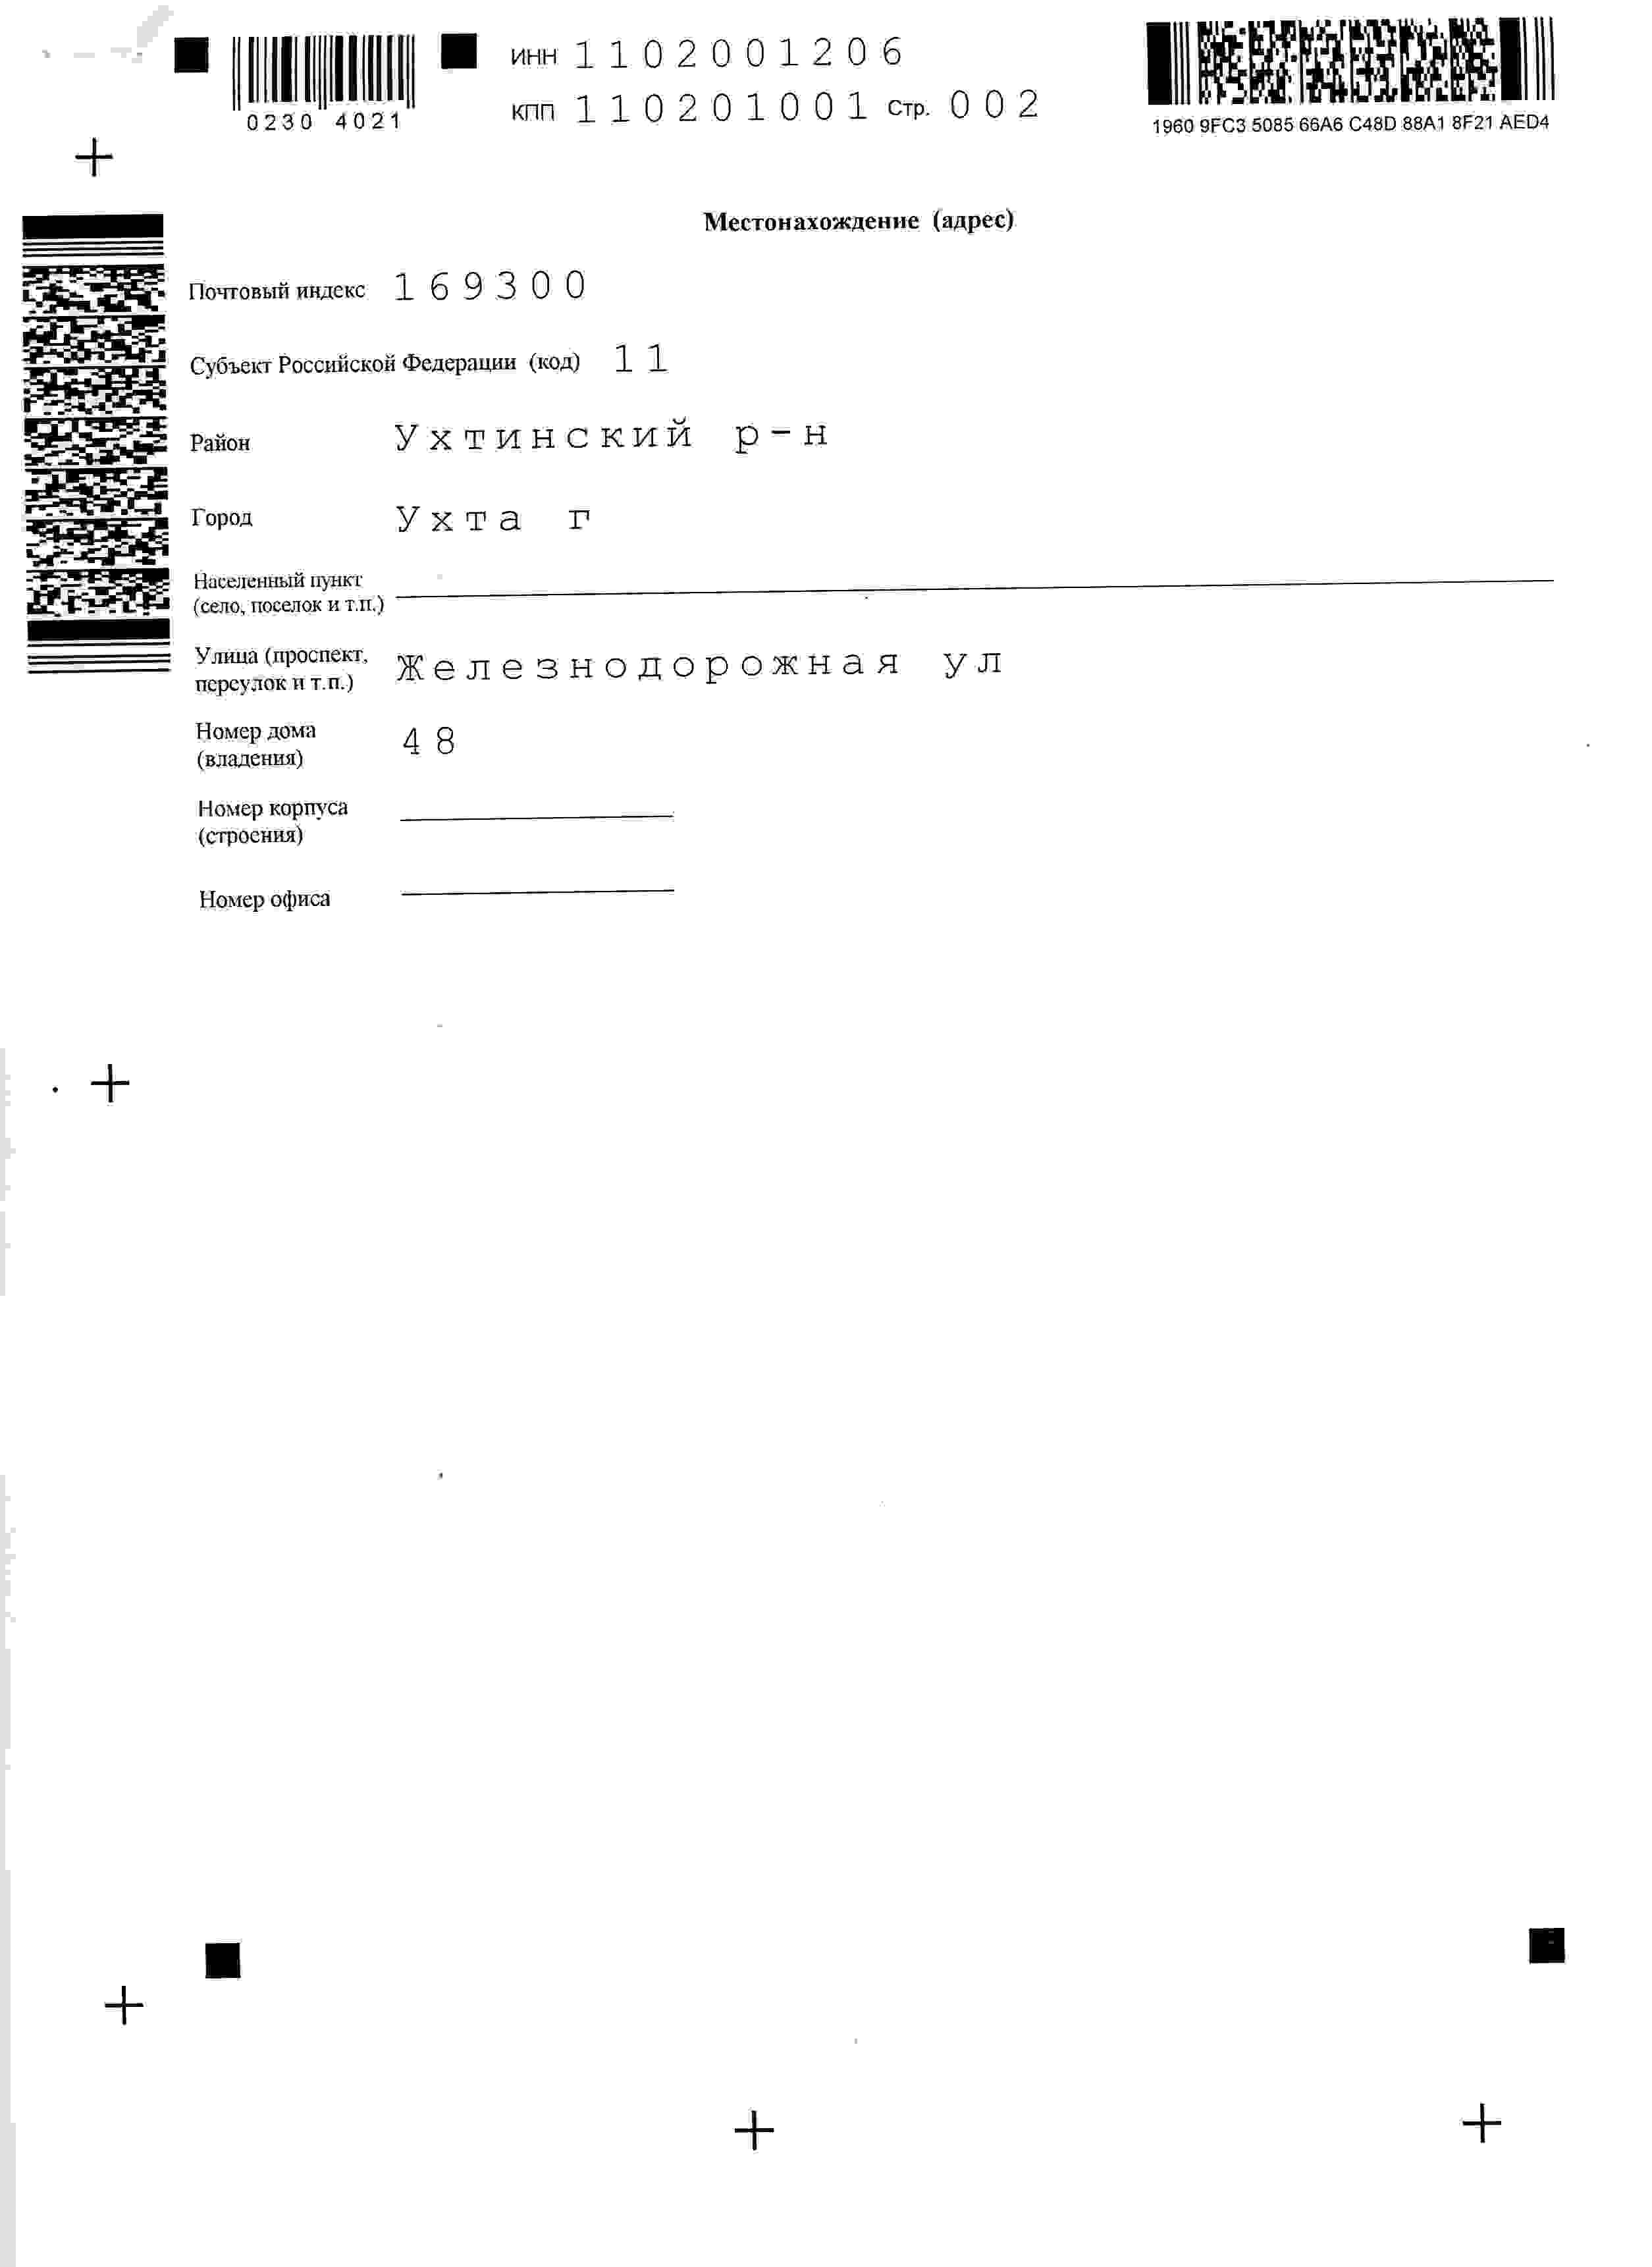 ИНН 1102001206
КПП 110201001 Стр. 002
0230 4021
1960 9FC3 5085 66A6 C48D 88A1 8F21 AED4
Местонахождение (адрес)
Почтовый индекс 169300
Субъект Российской Федерации (код) 11
Район Ухтинский р-н
Город Ухта г
Населенный пункт
(село, поселок и т.п.)
Улица (проспект,
переулок и т.п.) Железнодорожная ул
Номер дома
(владения) 48
Номер корпуса
(строения)
Номер офиса